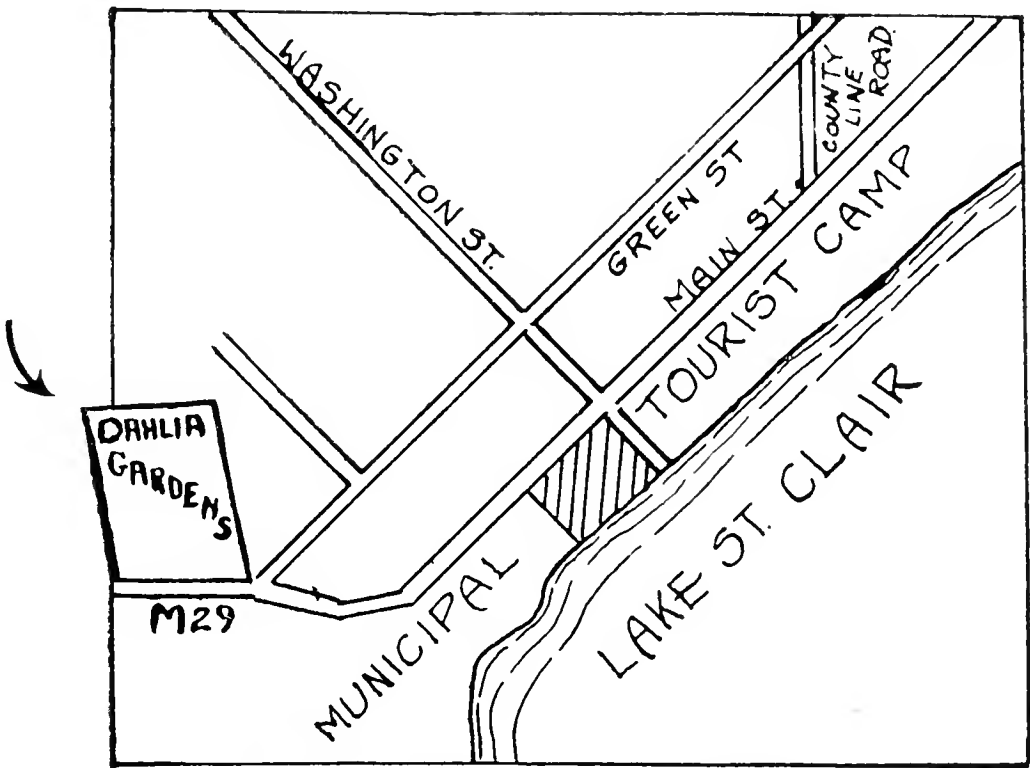 WASHINGTON ST.
COUNTY
LINE
ROAD.
GREEN ST
MAIN ST.
TOURIST CAMP
DAHLIA
GARDENS
M29
MUNICIPAL
LAKE ST. CLAIR